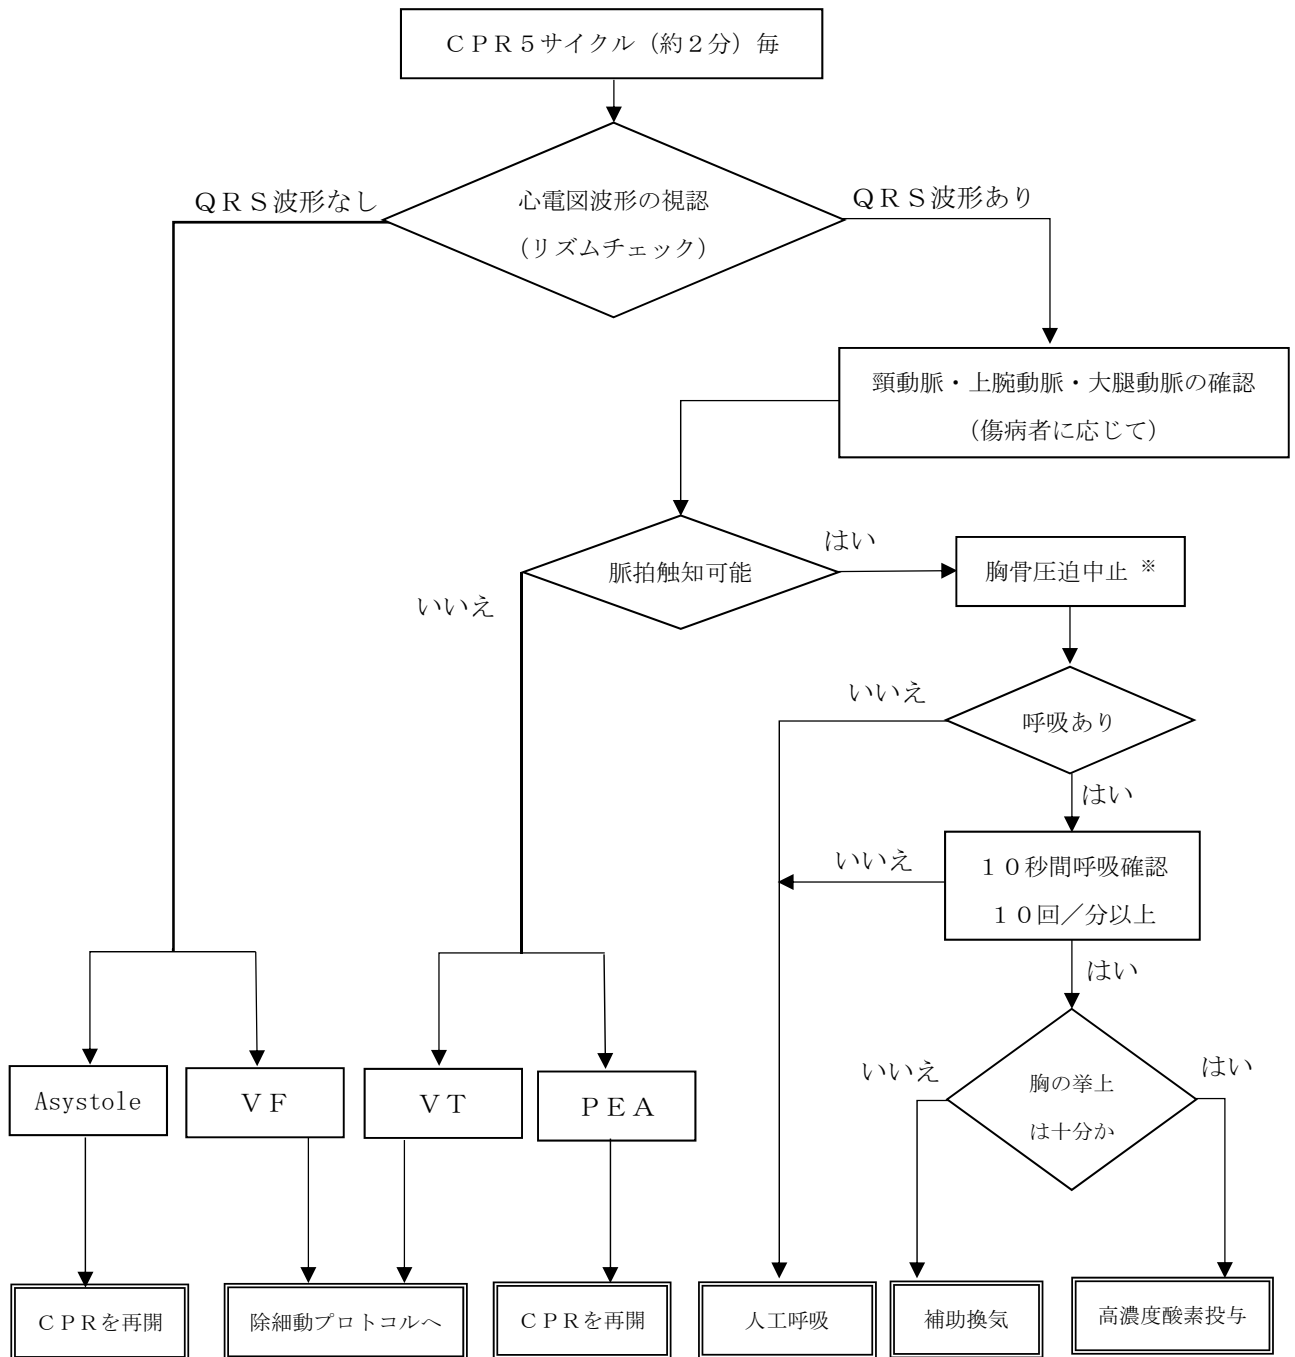 ＣＰＲ５サイクル（約２分）毎
心電図波形の視認
（リズムチェック）
ＱＲＳ波形なし
ＱＲＳ波形あり
頸動脈・上腕動脈・大腿動脈の確認
（傷病者に応じて）
脈拍触知可能
はい
いいえ
胸骨圧迫中止 ※
呼吸あり
いいえ
はい
１０秒間呼吸確認
１０回／分以上
いいえ
はい
胸の挙上
は十分か
いいえ
はい
Asystole
ＶＦ
ＶＴ
ＰＥＡ
ＣＰＲを再開
除細動プロトコルへ
ＣＰＲを再開
人工呼吸
補助換気
高濃度酸素投与